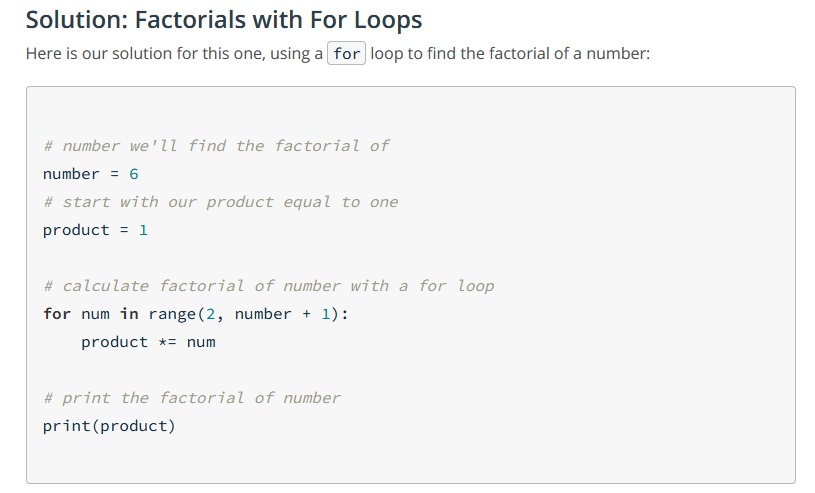 Solution: Factorials with For Loops
Here is our solution for this one, using a for loop to find the factorial of a number:
# number we'll find the factorial of
number = 6
# start with our product equal to one
product = 1
# calculate factorial of number with a for loop
for num in range(2, number + 1):
    product *= num
# print the factorial of number
print(product)